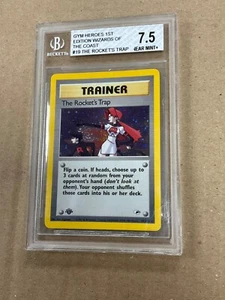 GYM HEROES 1ST
EDITION WIZARDS OF
THE COAST
#19 THE ROCKET'S TRAP
7.5
NEAR MINT+
B
TRAINER
The Rocket's Trap
Flip a coin. If heads, choose up to
3 cards at random from your
opponent's hand (don't look at
them). Your opponent shuffles
those cards into his or her deck.